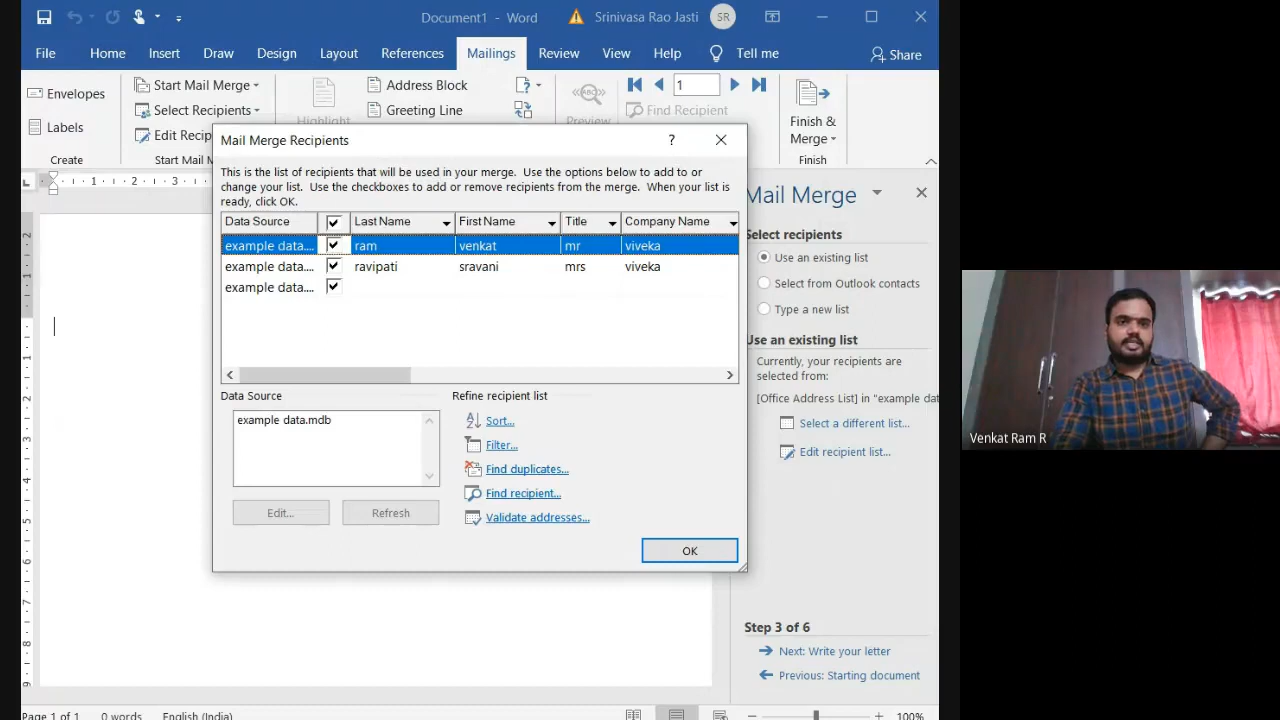 Document1 - Word
Srinivasa Rao Jasti
SR
File Home Insert Draw Design Layout References Mailings Review View Help Tell me Share
Envelopes
Labels
Create
Start Mail Merge
Select Recipients
Edit Recip
Start Mail M
Highlight
Address Block
Greeting Line
Preview
1
Find Recipient
Finish &
Merge
Finish
1 2 3
Mail Merge Recipients
?
This is the list of recipients that will be used in your merge. Use the options below to add to or
change your list. Use the checkboxes to add or remove recipients from the merge. When your list is
ready, click OK.
Data Source Last Name First Name Title Company Name
example data.... ram venkat mr viveka
example data.... ravipati sravani mrs viveka
example data....
Data Source
example data.mdb
Edit...
Refresh
Refine recipient list
Sort...
Filter...
Find duplicates...
Find recipient...
Validate addresses...
OK
Mail Merge
Select recipients
Use an existing list
Select from Outlook contacts
Type a new list
Use an existing list
Currently, your recipients are
selected from:
[Office Address List] in "example dat
Select a different list...
Edit recipient list...
Step 3 of 6
Next: Write your letter
Previous: Starting document
Page 1 of 1 0 words English (India) 100%
Venkat Ram R